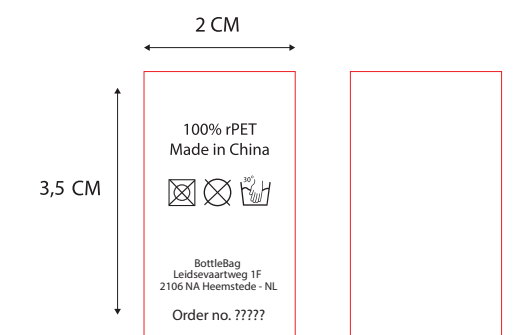 2 CM
3,5 CM
100% rPET
Made in China
30°
BottleBag
Leidsevaartweg 1F
2106 NA Heemstede - NL
Order no. ?????